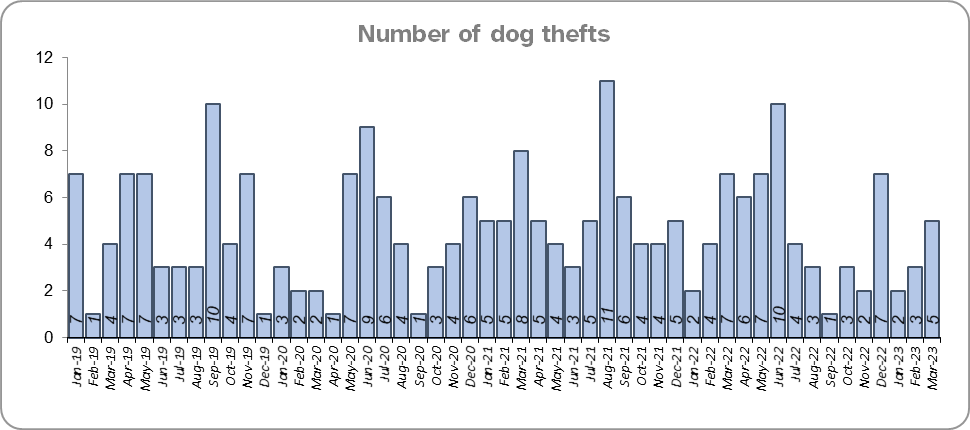 Number of dog thefts
12
10
8
6
4
2
0
7 1 4 7 7 3 3 3 10 4 7 1 3 2 2 1 7 9 6 4 1 3 4 6 5 5 8 5 4 3 5 11 6 4 4 5 2 4 7 6 7 10 4 3 1 3 2 7 2 3 5
Jan-19 Feb-19 Mar-19 Apr-19 May-19 Jun-19 Jul-19 Aug-19 Sep-19 Oct-19 Nov-19 Dec-19 Jan-20 Feb-20 Mar-20 Apr-20 May-20 Jun-20 Jul-20 Aug-20 Sep-20 Oct-20 Nov-20 Dec-20 Jan-21 Feb-21 Mar-21 Apr-21 May-21 Jun-21 Jul-21 Aug-21 Sep-21 Oct-21 Nov-21 Dec-21 Jan-22 Feb-22 Mar-22 Apr-22 May-22 Jun-22 Jul-22 Aug-22 Sep-22 Oct-22 Nov-22 Dec-22 Jan-23 Feb-23 Mar-23